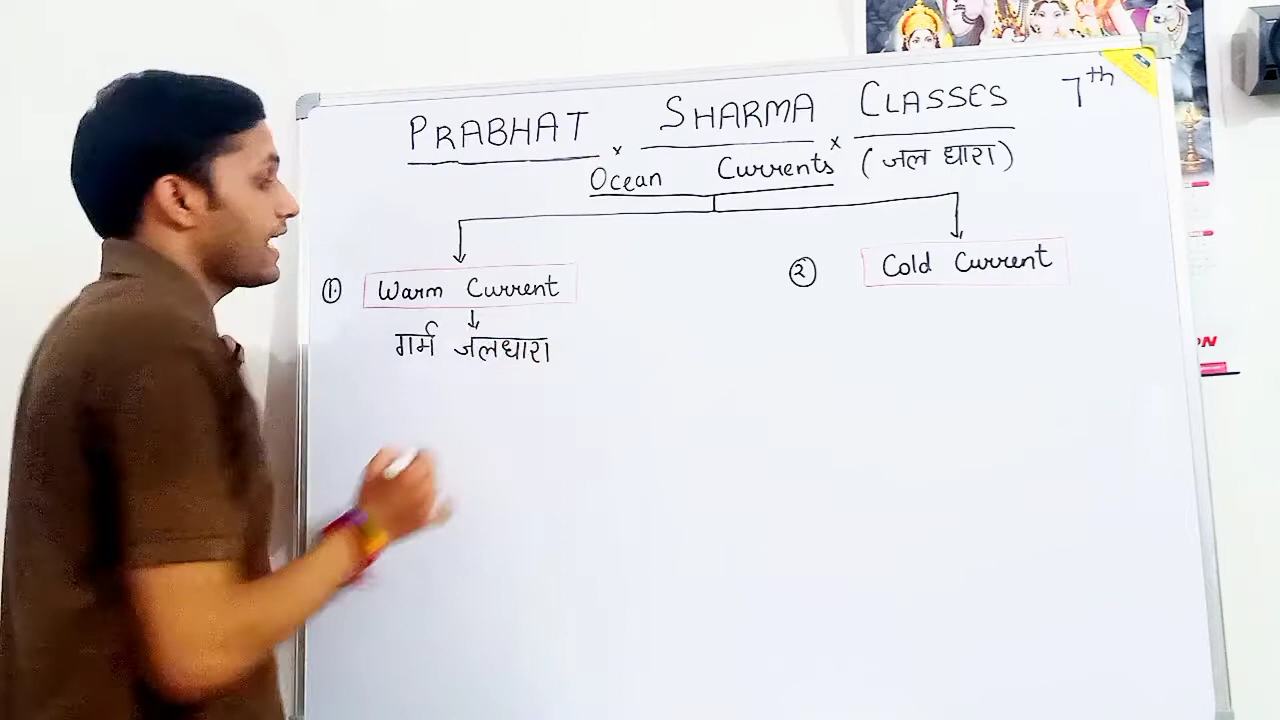 PRABHAT × SHARMA × CLASSES 7th
Ocean Currents (जल धारा)
① Warm Current ② Cold Current
गर्म जलधारा